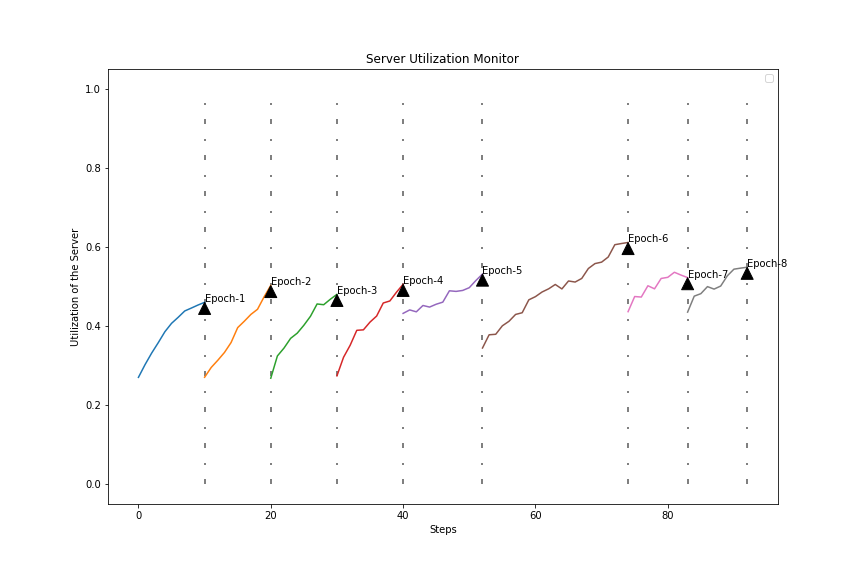 Server Utilization Monitor
Utilization of the Server
1.0
0.8
0.6
0.4
0.2
0.0
Epoch-1
Epoch-2
Epoch-3
Epoch-4
Epoch-5
Epoch-6
Epoch-7
Epoch-8
0 20 40 60 80
Steps